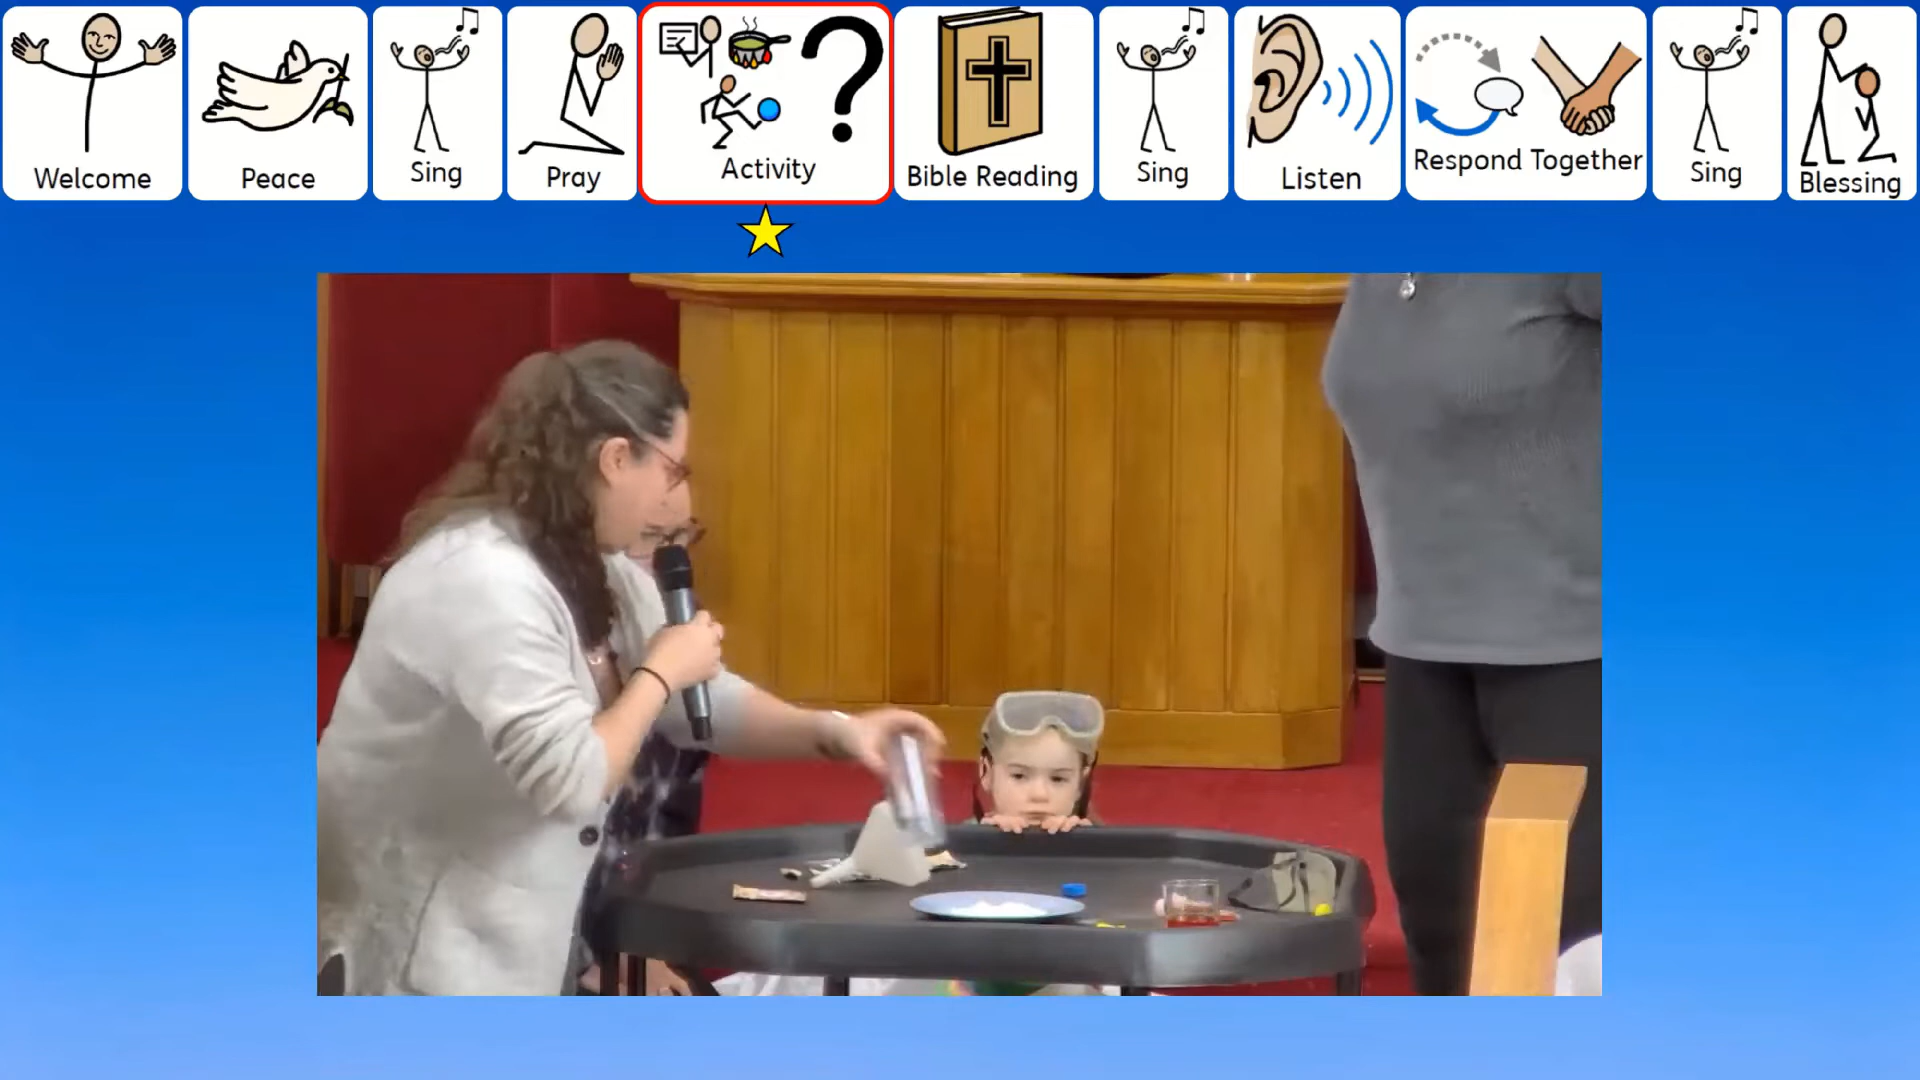 Welcome
Peace
Sing
Pray
Activity
Bible Reading
Sing
Listen
Respond Together
Sing
Blessing